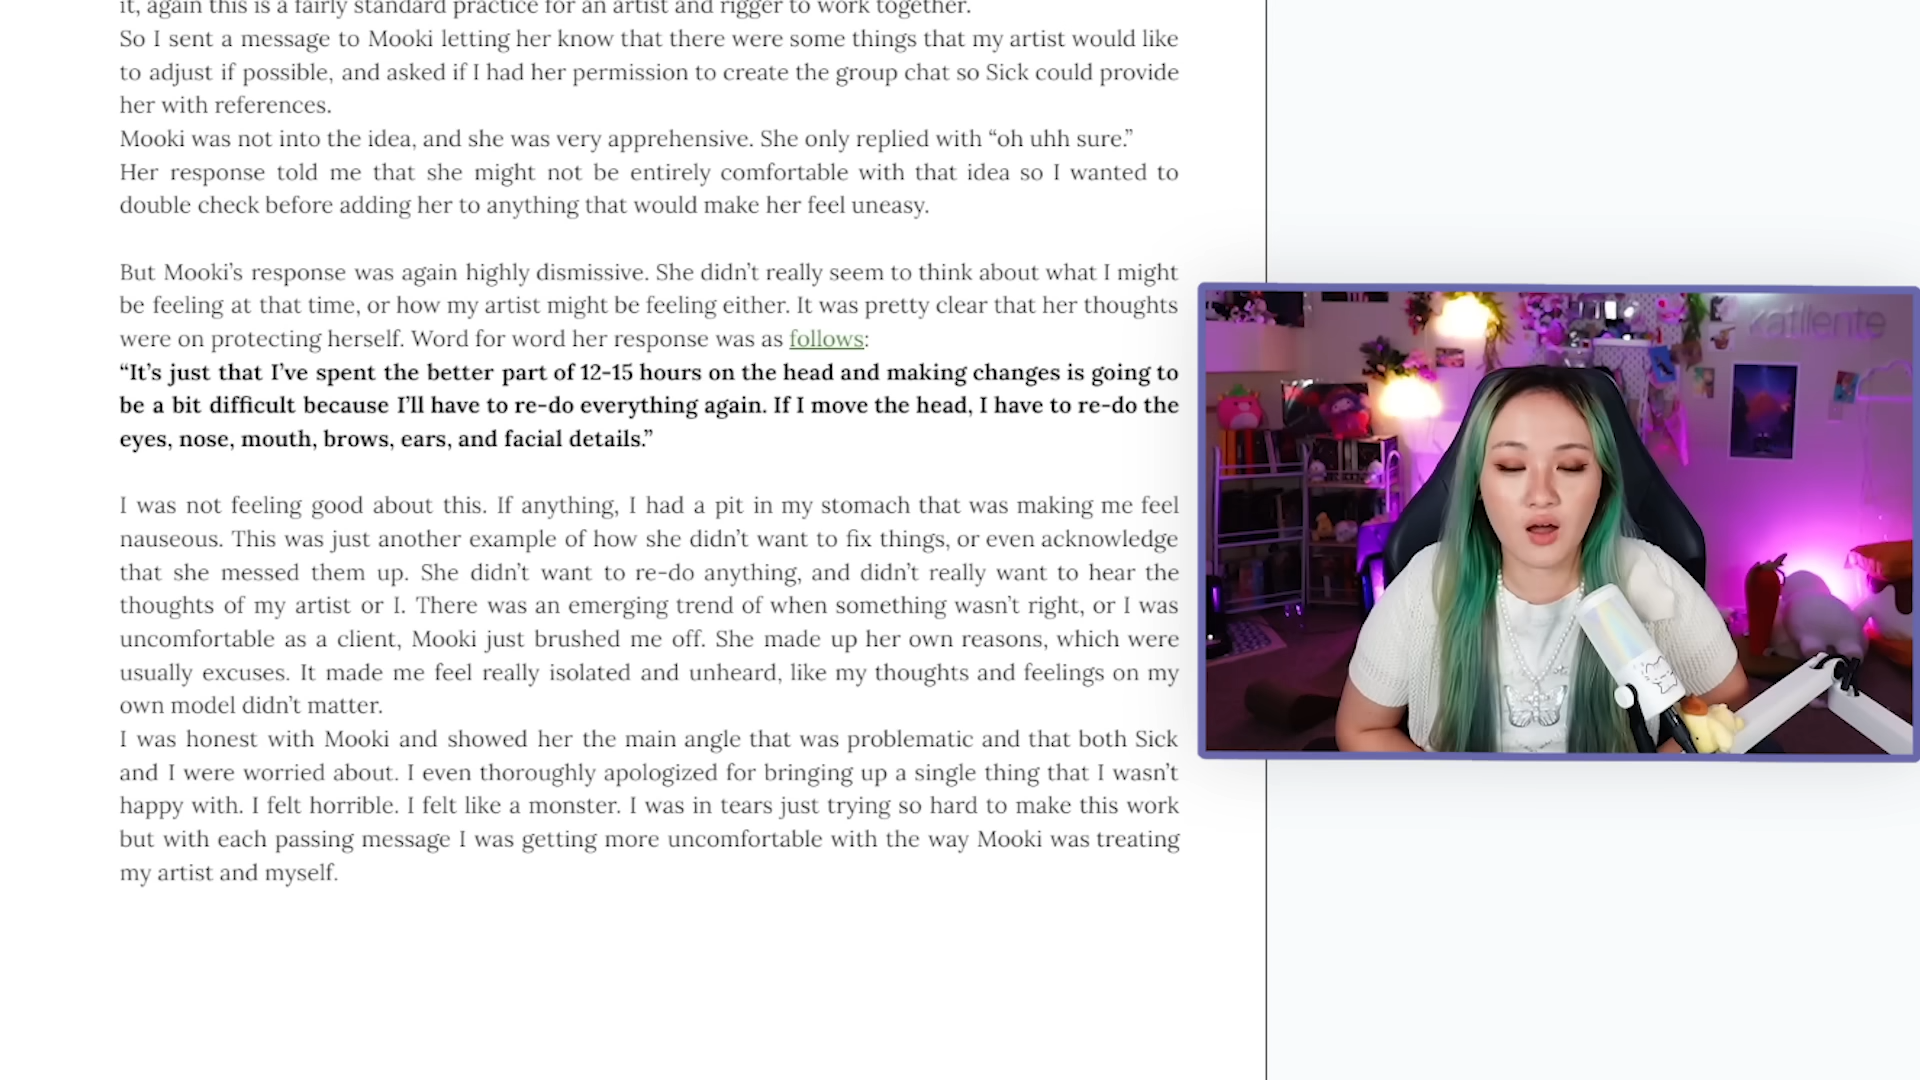 it, again this is a fairly standard practice for an artist and rigger to work together.
So I sent a message to Mooki letting her know that there were some things that my artist would like
to adjust if possible, and asked if I had her permission to create the group chat so Sick could provide
her with references.
Mooki was not into the idea, and she was very apprehensive. She only replied with “oh uhh sure.”
Her response told me that she might not be entirely comfortable with that idea so I wanted to
double check before adding her to anything that would make her feel uneasy.
But Mooki’s response was again highly dismissive. She didn’t really seem to think about what I might
be feeling at that time, or how my artist might be feeling either. It was pretty clear that her thoughts
were on protecting herself. Word for word her response was as follows:
“It’s just that I’ve spent the better part of 12-15 hours on the head and making changes is going to
be a bit difficult because I’ll have to re-do everything again. If I move the head, I have to re-do the
eyes, nose, mouth, brows, ears, and facial details.”
I was not feeling good about this. If anything, I had a pit in my stomach that was making me feel
nauseous. This was just another example of how she didn’t want to fix things, or even acknowledge
that she messed them up. She didn’t want to re-do anything, and didn’t really want to hear the
thoughts of my artist or I. There was an emerging trend of when something wasn’t right, or I was
uncomfortable as a client, Mooki just brushed me off. She made up her own reasons, which were
usually excuses. It made me feel really isolated and unheard, like my thoughts and feelings on my
own model didn’t matter.
I was honest with Mooki and showed her the main angle that was problematic and that both Sick
and I were worried about. I even thoroughly apologized for bringing up a single thing that I wasn’t
happy with. I felt horrible. I felt like a monster. I was in tears just trying so hard to make this work
but with each passing message I was getting more uncomfortable with the way Mooki was treating
my artist and myself.
katliente